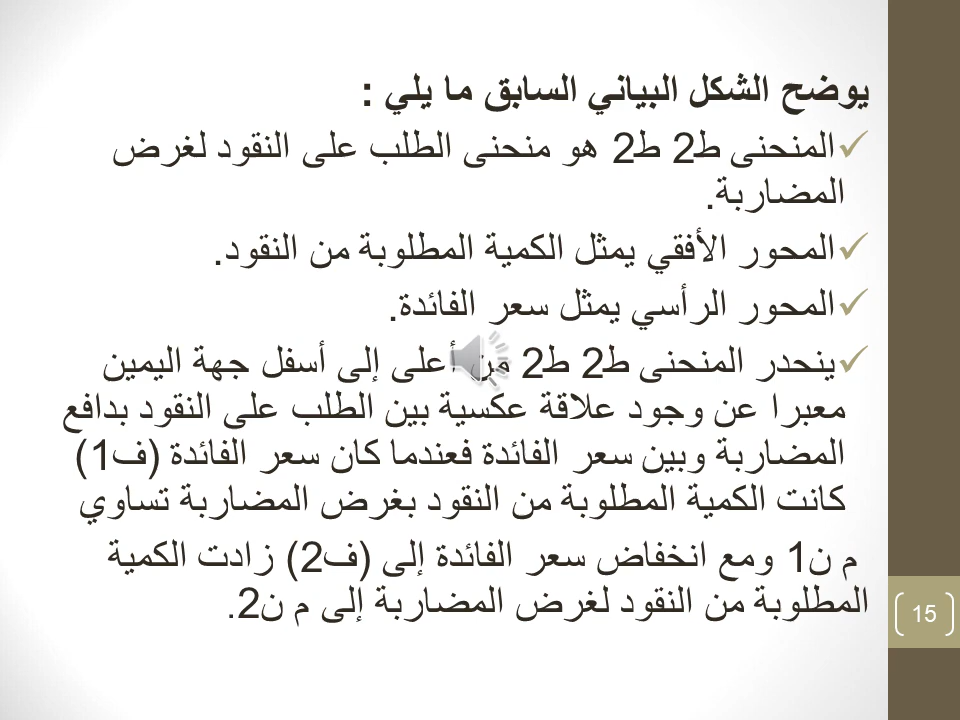 يوضح الشكل البياني السابق ما يلي :
✓المنحنى ط2 ط2 هو منحنى الطلب على النقود لغرض
المضاربة.
✓المحور الأفقي يمثل الكمية المطلوبة من النقود.
✓المحور الرأسي يمثل سعر الفائدة.
✓ينحدر المنحنى ط2 ط2 من أعلى إلى أسفل جهة اليمين
معبرا عن وجود علاقة عكسية بين الطلب على النقود بدافع
المضاربة وبين سعر الفائدة فعندما كان سعر الفائدة (ف1)
كانت الكمية المطلوبة من النقود بغرض المضاربة تساوي
م ن1 ومع انخفاض سعر الفائدة إلى (ف2) زادت الكمية
المطلوبة من النقود لغرض المضاربة إلى م ن2.
15